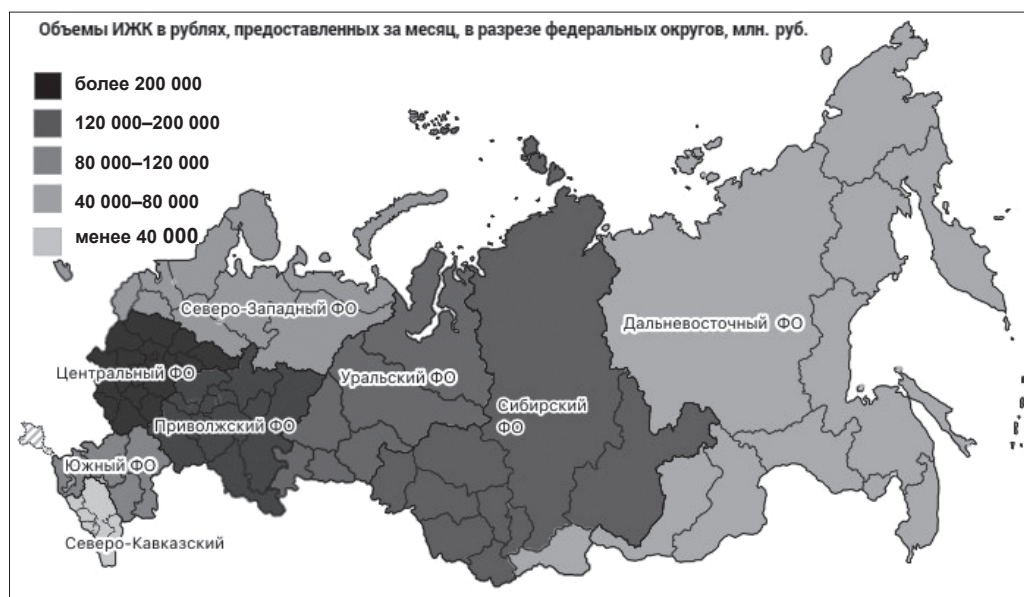 Объемы ИЖК в рублях, предоставленных за месяц, в разрезе федеральных округов, млн. руб.
более 200 000
120 000–200 000
80 000–120 000
40 000–80 000
менее 40 000
Северо-Западный ФО
Дальневосточный ФО
Центральный ФО
Уральский ФО
Сибирский
ФО
Приволжский ФО
Южный ФО
Северо-Кавказский